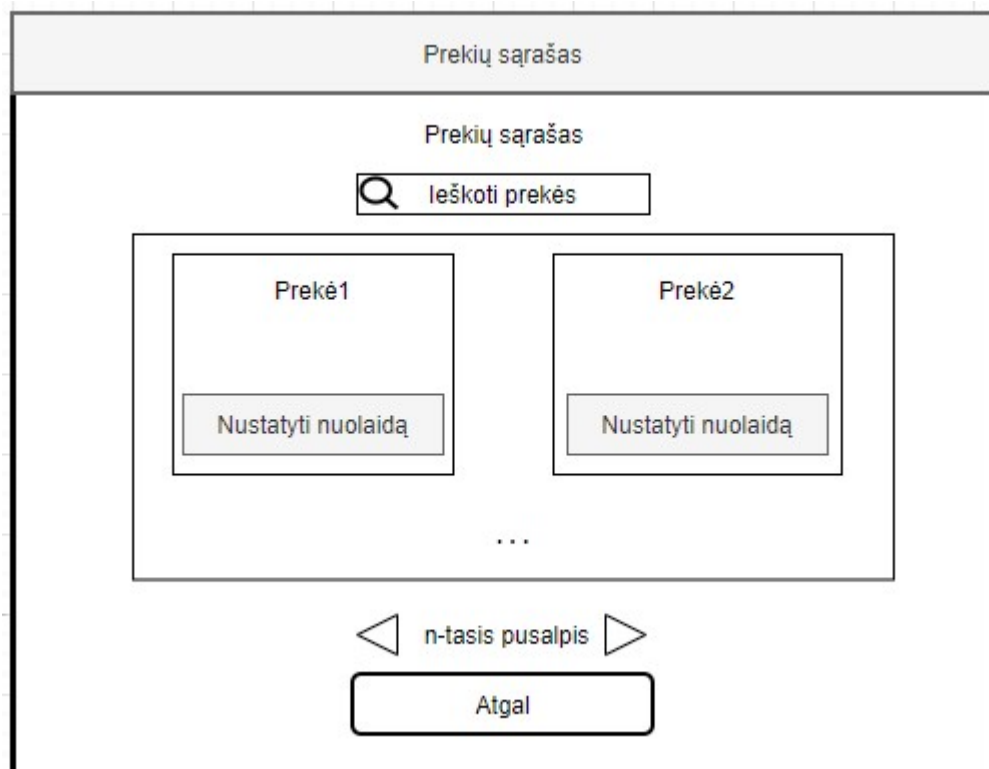 Prekių sąrašas
Prekių sąrašas
Ieškoti prekės
Prekė1
Prekė2
Nustatyti nuolaidą
Nustatyti nuolaidą
...
n-tasis pusalpis
Atgal